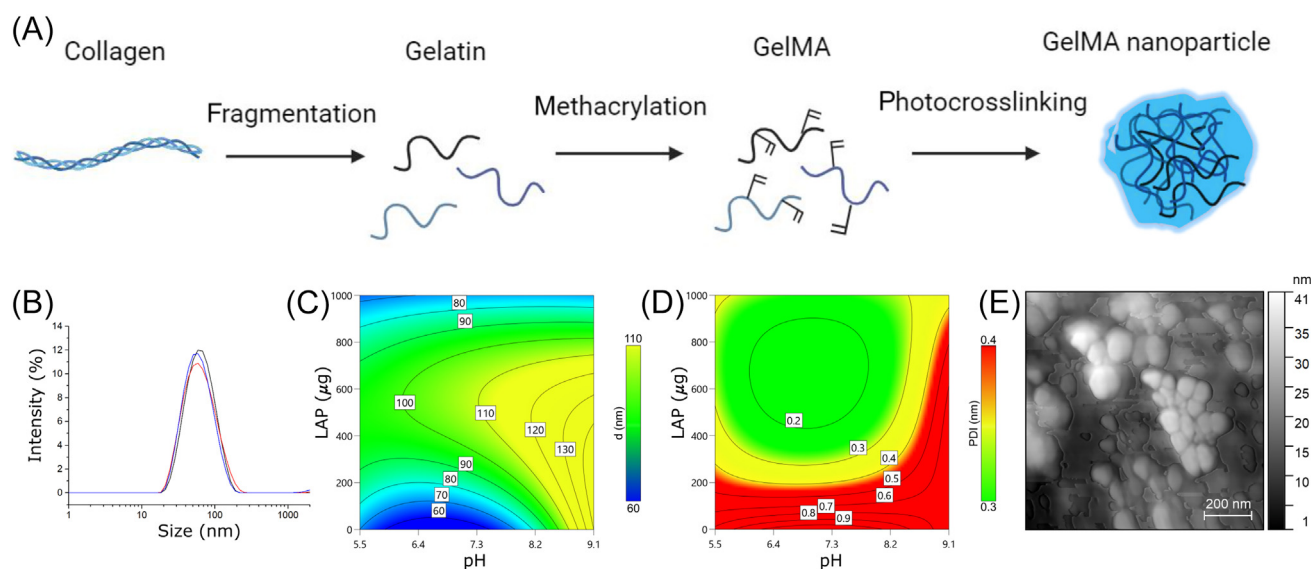 (A)
Collagen
Gelatin
GelMA
GelMA nanoparticle
Fragmentation
Methacrylation
Photocrosslinking
(B)
Intensity (%)
14
12
10
8
6
4
2
0
1
10
100
1000
Size (nm)
(C)
LAP (µg)
1000
800
600
400
200
0
80
90
100
110
120
130
90
80
70
60
5.5
6.4
7.3
8.2
9.1
pH
110
d (nm)
60
(D)
LAP (µg)
1000
800
600
400
200
0
0.2
0.3
0.4
0.5
0.6
0.7
0.8
0.9
5.5
6.4
7.3
8.2
9.1
pH
0.4
PDI (nm)
0.3
(E)
200 nm
nm
41
35
30
25
20
15
10
1